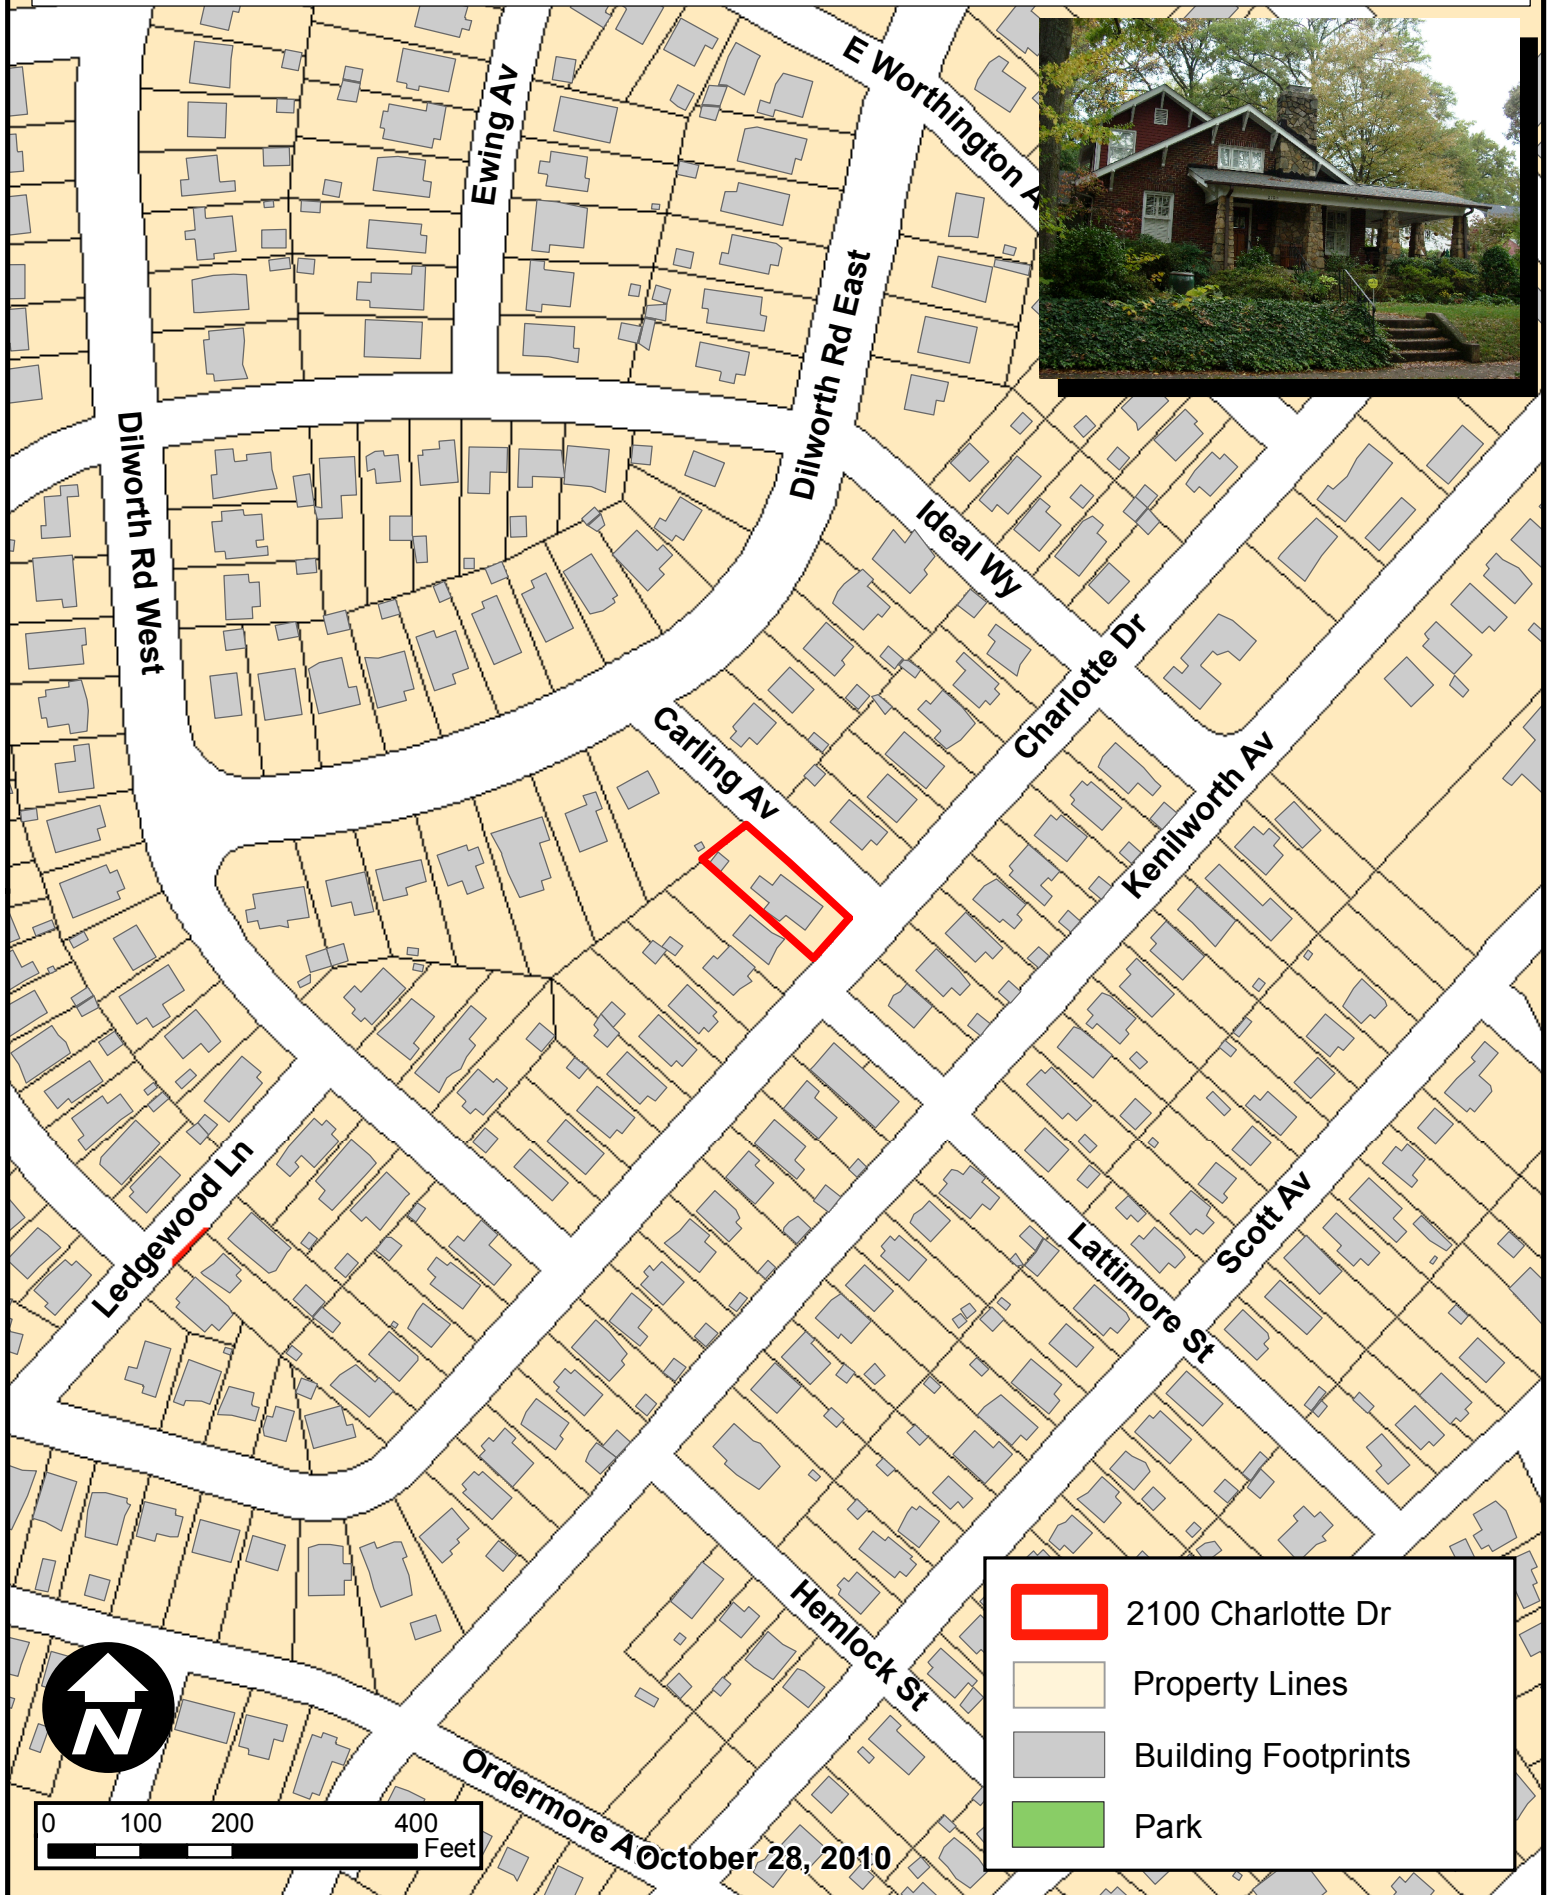 E Worthington A
Ewing Av
Dilworth Rd East
Dilworth Rd West
Ideal Wy
Charlotte Dr
Carling Av
Kenilworth Av
Ledgewood Ln
Scott Av
Lattimore St
Hemlock St
Ordermore A
October 28, 2010
N
0 100 200 400
Feet
2100 Charlotte Dr
Property Lines
Building Footprints
Park